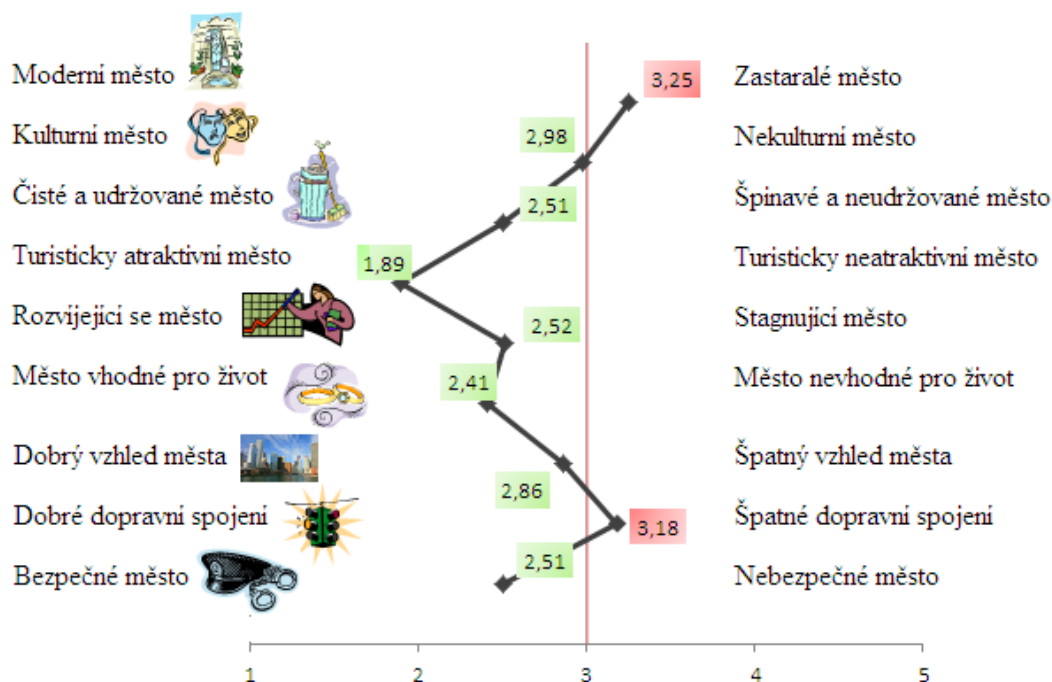 Moderní město 3,25 Zastaralé město
Kulturní město 2,98 Nekulturní město
Čisté a udržované město 2,51 Špinavé a neudržované město
Turisticky atraktivní město 1,89 Turisticky neatraktivní město
Rozvíjející se město 2,52 Stagnující město
Město vhodné pro život 2,41 Město nevhodné pro život
Dobrý vzhled města 2,86 Špatný vzhled města
Dobré dopravní spojení 3,18 Špatné dopravní spojení
Bezpečné město 2,51 Nebezpečné město
1 2 3 4 5